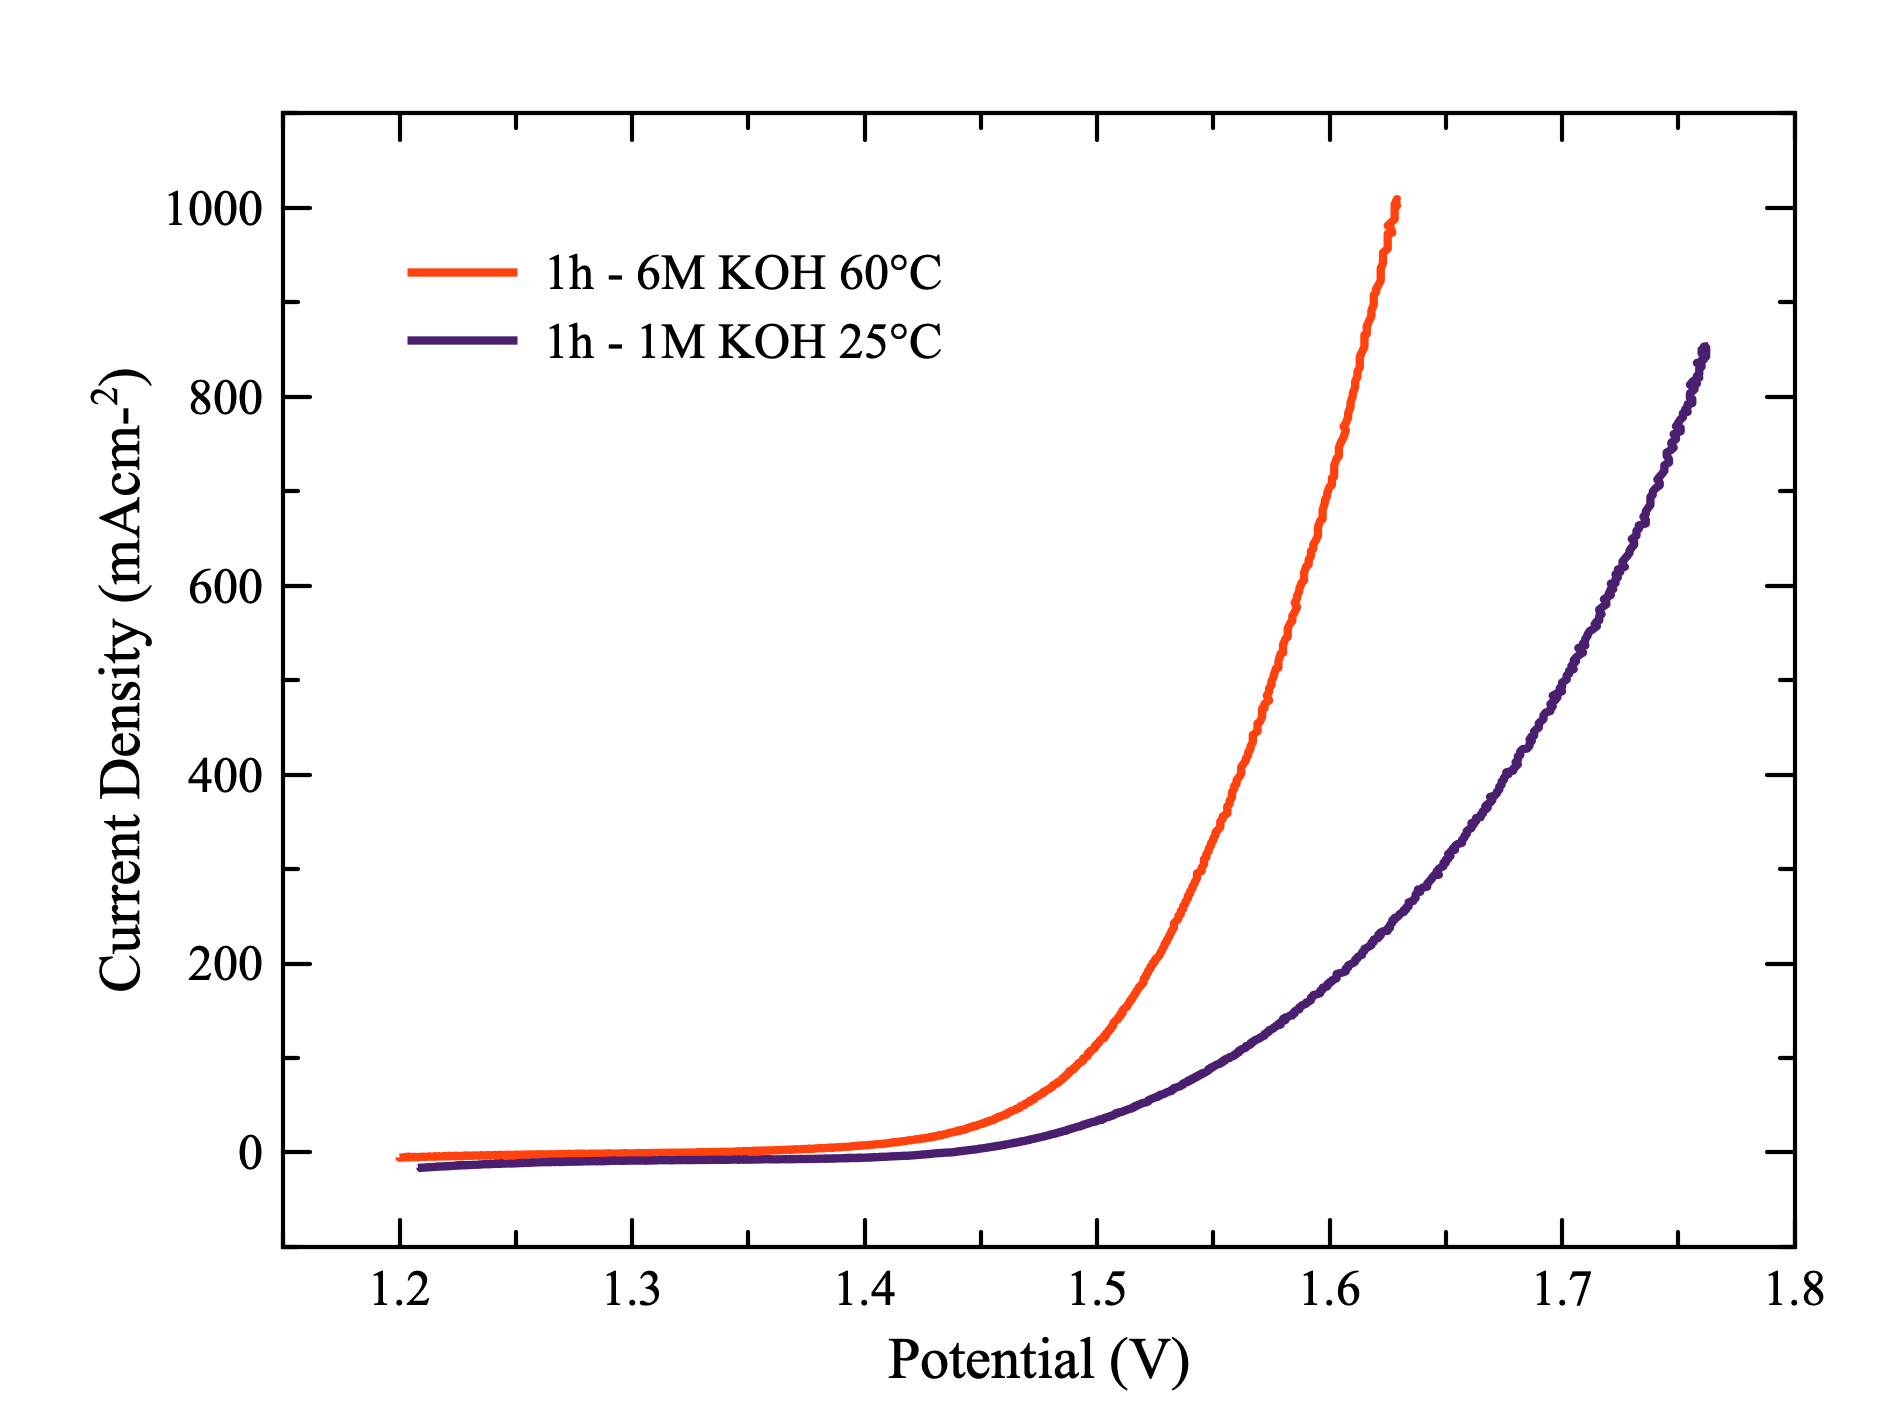 1000
800
600
400
200
0
Current Density (mAcm-²)
1h - 6M KOH 60°C
1h - 1M KOH 25°C
1.2 1.3 1.4 1.5 1.6 1.7 1.8
Potential (V)